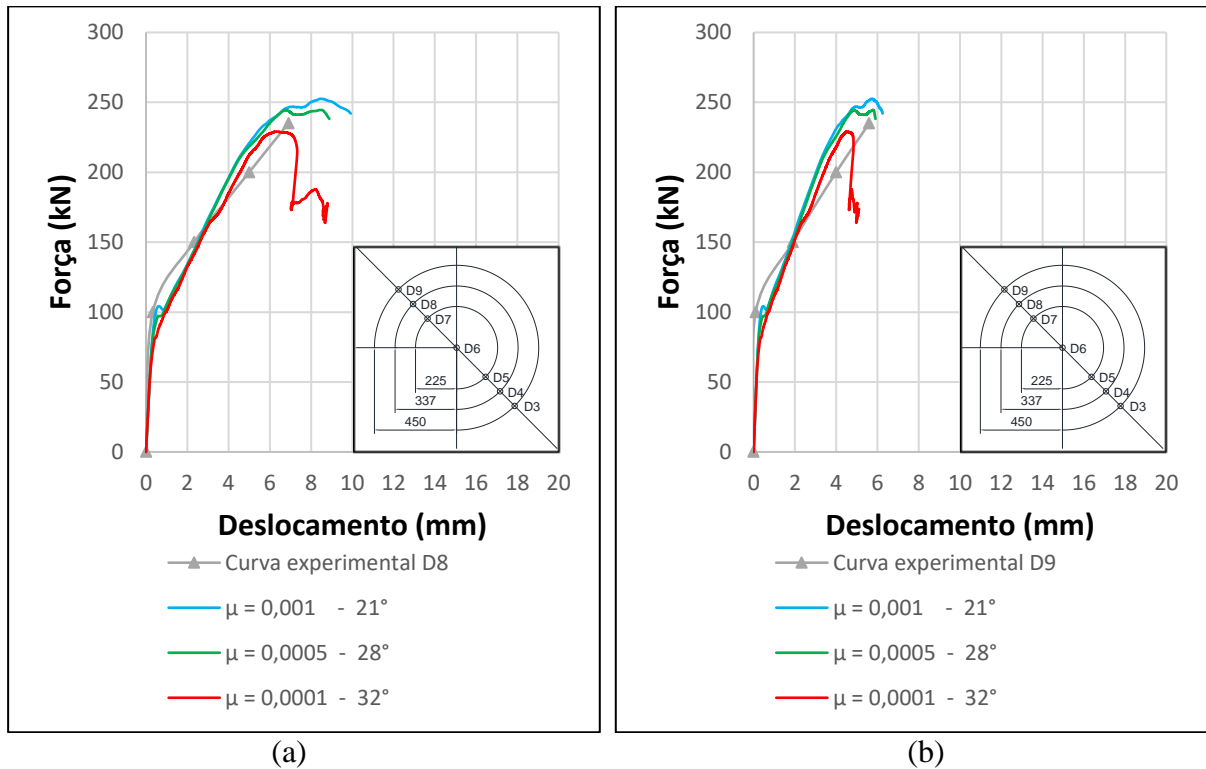 300
250
200
150
100
50
0
Força (kN)
0 2 4 6 8 10 12 14 16 18 20
Deslocamento (mm)
D9
D8
D7
D6
D5
D4
D3
225
337
450
Curva experimental D8
μ = 0,001 - 21°
μ = 0,0005 - 28°
μ = 0,0001 - 32°
(a)
300
250
200
150
100
50
0
Força (kN)
0 2 4 6 8 10 12 14 16 18 20
Deslocamento (mm)
D9
D8
D7
D6
D5
D4
D3
225
337
450
Curva experimental D9
μ = 0,001 - 21°
μ = 0,0005 - 28°
μ = 0,0001 - 32°
(b)